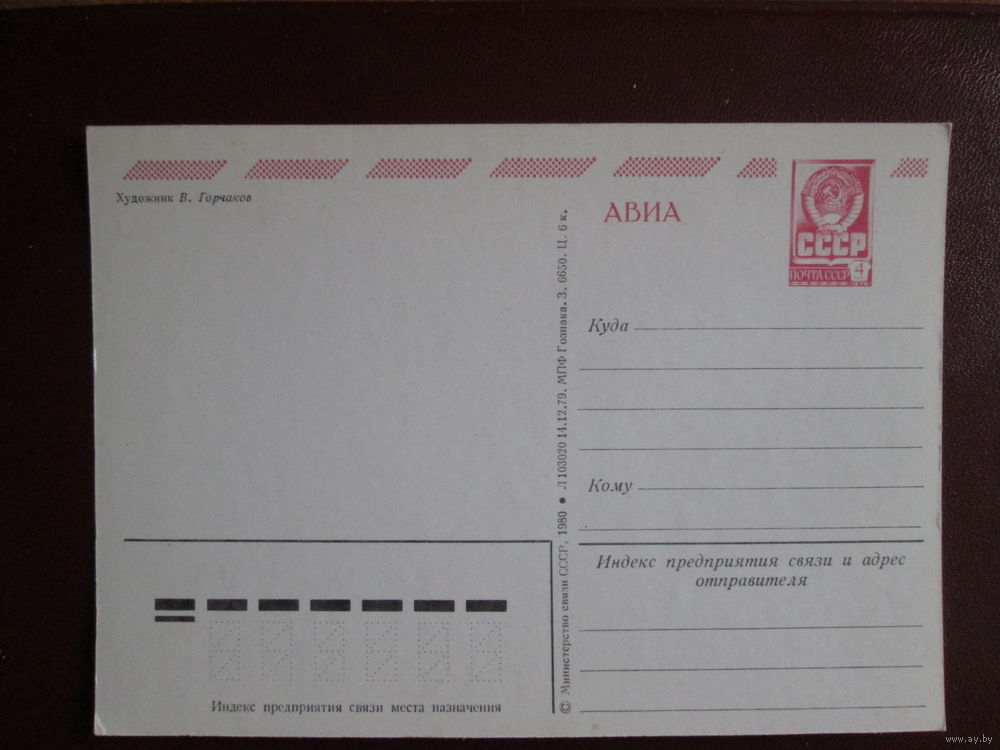 Художник В. Горчаков
АВИА
СССР
4
ПОЧТА СССР
Куда
Кому
Индекс предприятия связи и адрес
отправителя
© Министерство связи СССР, 1980 ● Л 103020 14.12.79. МПФ Гознака. З. 6650. Ц. 6 к.
Индекс предприятия связи места назначения
www.ay.by